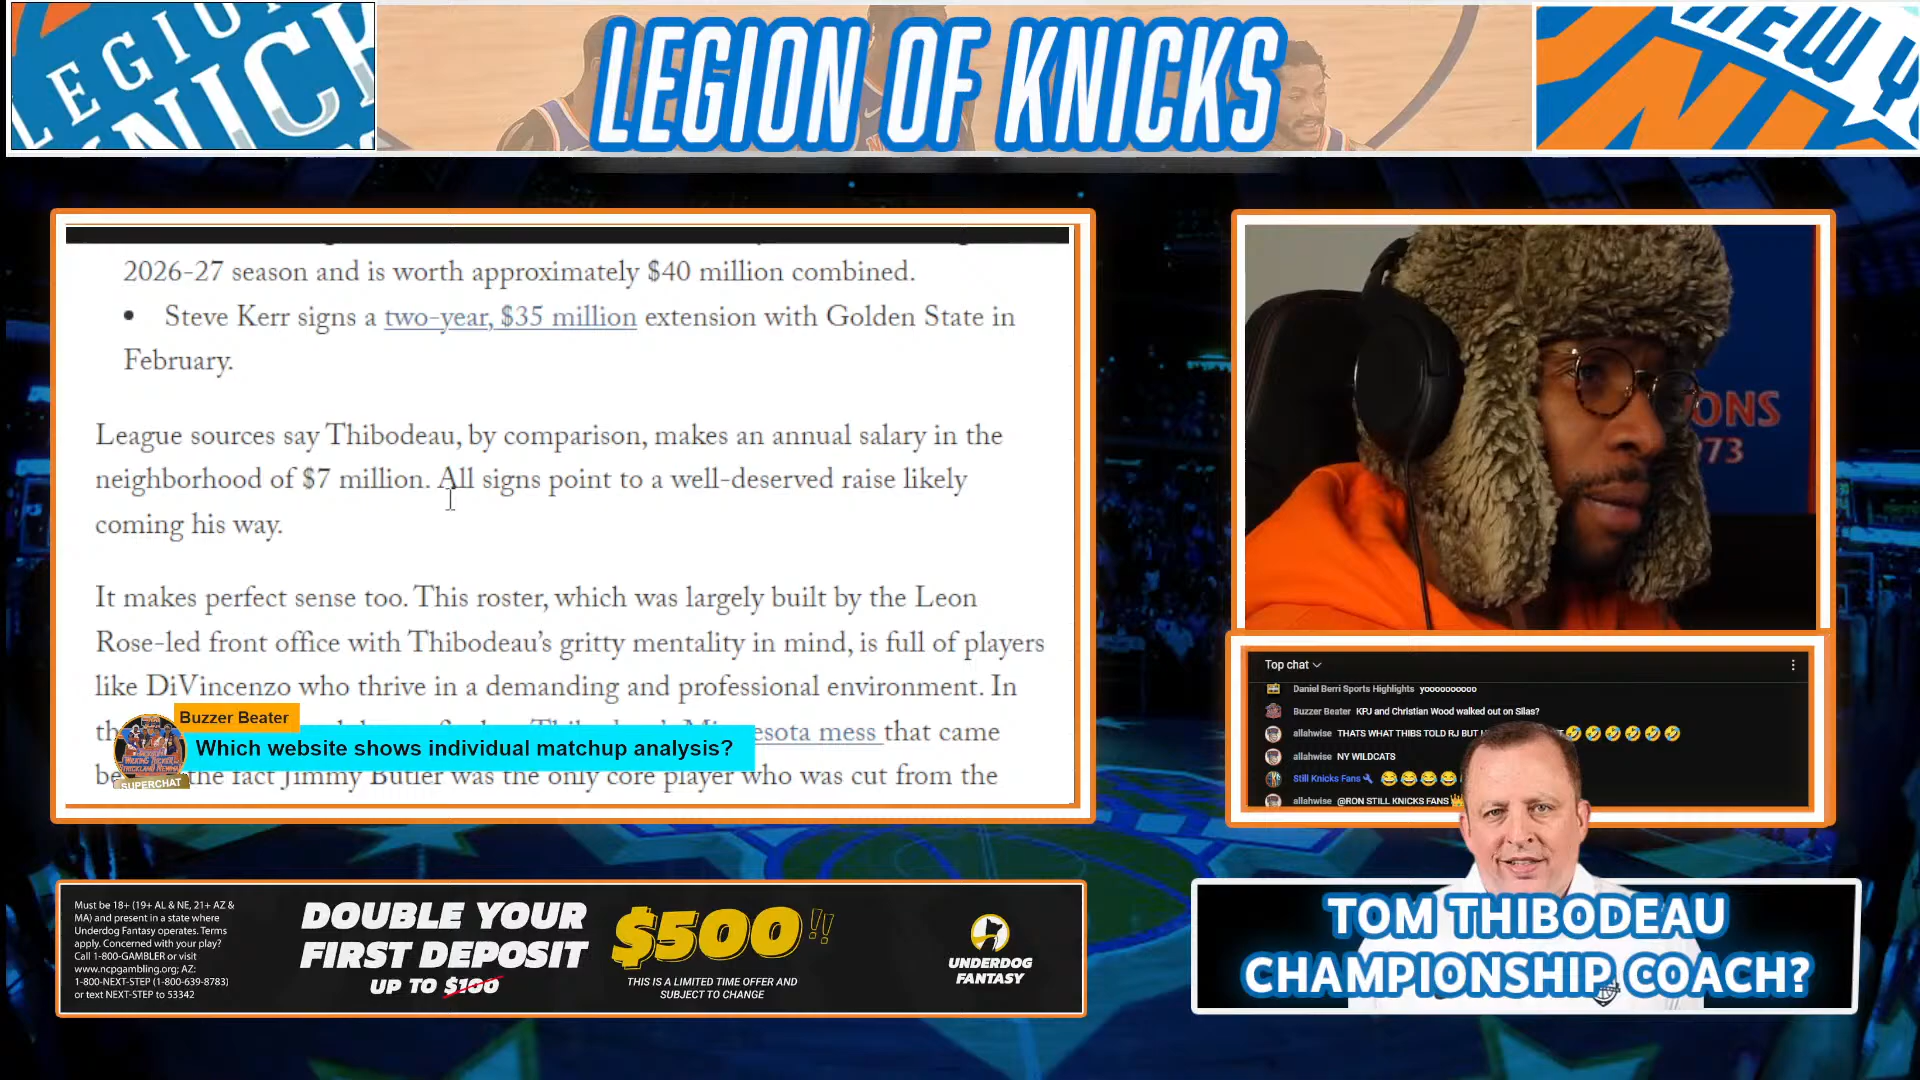 LEGION
KNICK
LEGION OF KNICKS
NEW Y
2026-27 season and is worth approximately $40 million combined.
• Steve Kerr signs a two-year, $35 million extension with Golden State in
February.
League sources say Thibodeau, by comparison, makes an annual salary in the
neighborhood of $7 million. All signs point to a well-deserved raise likely
coming his way.
It makes perfect sense too. This roster, which was largely built by the Leon
Rose-led front office with Thibodeau’s gritty mentality in mind, is full of players
like DiVincenzo who thrive in a demanding and professional environment. In
esota mess that came
the fact Jimmy Butler was the only core player who was cut from the
Buzzer Beater
Which website shows individual matchup analysis?
SUPERCHAT
ONS
73
Top chat
Daniel Berri Sports Highlights yoooooooooo
Buzzer Beater KPJ and Christian Wood walked out on Silas?
allahwise THATS WHAT THIBS TOLD RJ BUT
allahwise NY WILDCATS
Still Knicks Fans
allahwise @RON STILL KNICKS FANS
Must be 18+ (19+ AL & NE, 21+ AZ &
MA) and present in a state where
Underdog Fantasy operates. Terms
apply. Concerned with your play?
Call 1-800-GAMBLER or visit
www.ncpgambling.org; AZ:
1-800-NEXT-STEP (1-800-639-8783)
or text NEXT-STEP to 53342
DOUBLE YOUR
FIRST DEPOSIT
UP TO $100
$500!!
THIS IS A LIMITED TIME OFFER AND
SUBJECT TO CHANGE
UNDERDOG
FANTASY
TOM THIBODEAU
CHAMPIONSHIP COACH?